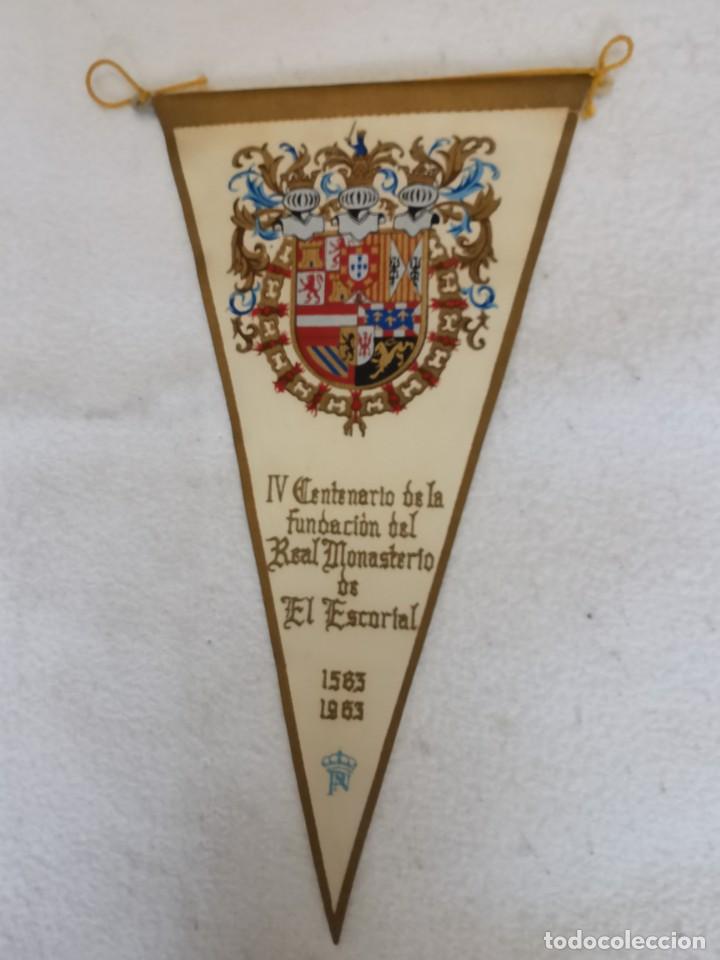 IV Centenario de la
fundación del
Real Monasterio
de
El Escorial
1563
1963
todocoleccion